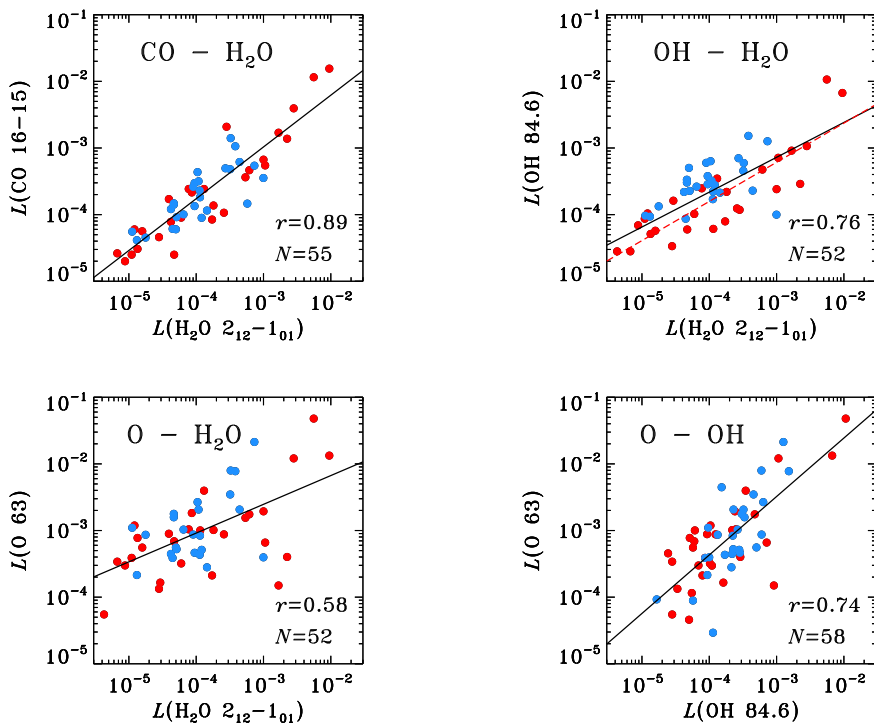 CO – H₂O
L(CO 16–15)
10⁻¹
10⁻²
10⁻³
10⁻⁴
10⁻⁵
r=0.89
N=55
10⁻⁵ 10⁻⁴ 10⁻³ 10⁻²
L(H₂O 2₁₂–1₀₁)
OH – H₂O
L(OH 84.6)
10⁻¹
10⁻²
10⁻³
10⁻⁴
10⁻⁵
r=0.76
N=52
10⁻⁵ 10⁻⁴ 10⁻³ 10⁻²
L(H₂O 2₁₂–1₀₁)
O – H₂O
L(O 63)
10⁻¹
10⁻²
10⁻³
10⁻⁴
10⁻⁵
r=0.58
N=52
10⁻⁵ 10⁻⁴ 10⁻³ 10⁻²
L(H₂O 2₁₂–1₀₁)
O – OH
L(O 63)
10⁻¹
10⁻²
10⁻³
10⁻⁴
10⁻⁵
r=0.74
N=58
10⁻⁵ 10⁻⁴ 10⁻³ 10⁻²
L(OH 84.6)